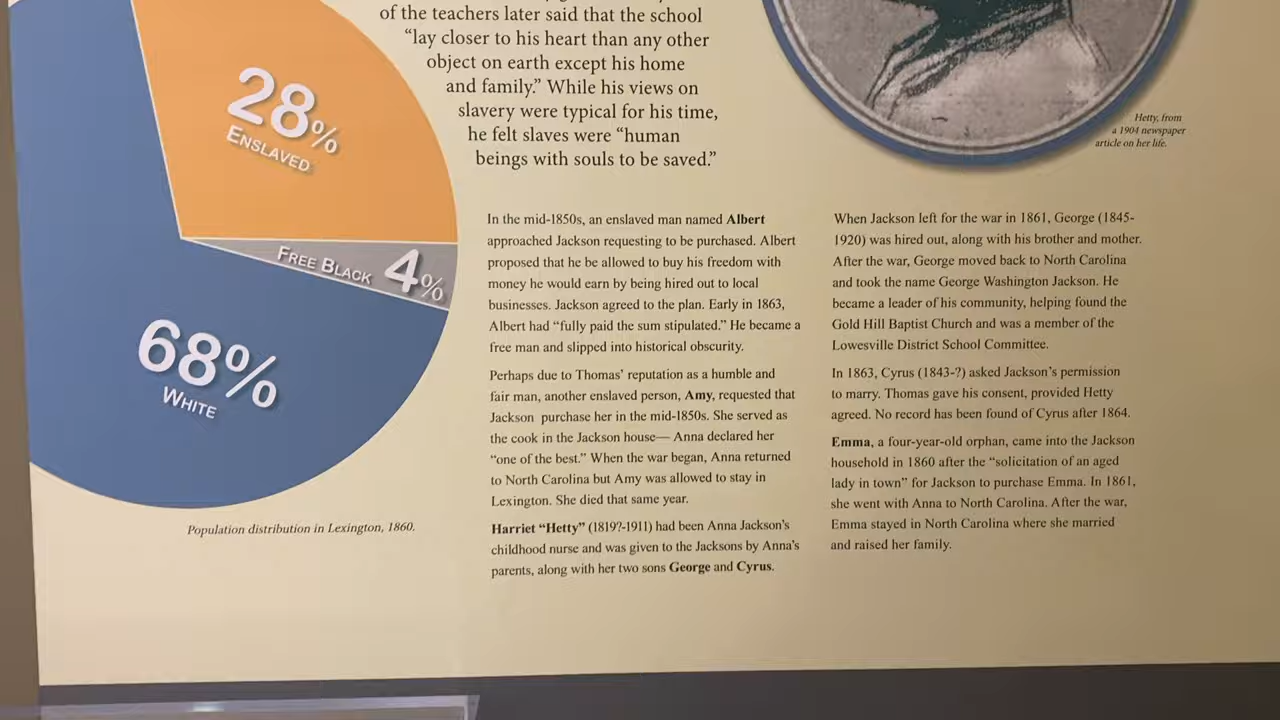 of the teachers later said that the school
“lay closer to his heart than any other
object on earth except his home
and family.” While his views on
slavery were typical for his time,
he felt slaves were “human
beings with souls to be saved.”
28%
ENSLAVED
FREE BLACK 4%
68%
WHITE
Population distribution in Lexington, 1860.
Hetty, from
a 1904 newspaper
article on her life.
In the mid-1850s, an enslaved man named Albert
approached Jackson requesting to be purchased. Albert
proposed that he be allowed to buy his freedom with
money he would earn by being hired out to local
businesses. Jackson agreed to the plan. Early in 1863,
Albert had “fully paid the sum stipulated.” He became a
free man and slipped into historical obscurity.
Perhaps due to Thomas’ reputation as a humble and
fair man, another enslaved person, Amy, requested that
Jackson purchase her in the mid-1850s. She served as
the cook in the Jackson house— Anna declared her
“one of the best.” When the war began, Anna returned
to North Carolina but Amy was allowed to stay in
Lexington. She died that same year.
Harriet “Hetty” (1819?-1911) had been Anna Jackson’s
childhood nurse and was given to the Jacksons by Anna’s
parents, along with her two sons George and Cyrus.
When Jackson left for the war in 1861, George (1845-
1920) was hired out, along with his brother and mother.
After the war, George moved back to North Carolina
and took the name George Washington Jackson. He
became a leader of his community, helping found the
Gold Hill Baptist Church and was a member of the
Lowesville District School Committee.
In 1863, Cyrus (1843-?) asked Jackson’s permission
to marry. Thomas gave his consent, provided Hetty
agreed. No record has been found of Cyrus after 1864.
Emma, a four-year-old orphan, came into the Jackson
household in 1860 after the “solicitation of an aged
lady in town” for Jackson to purchase Emma. In 1861,
she went with Anna to North Carolina. After the war,
Emma stayed in North Carolina where she married
and raised her family.